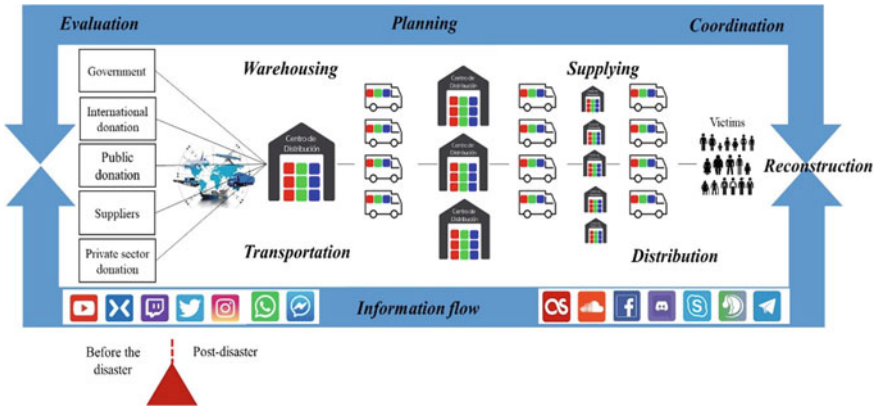 Evaluation
Planning
Coordination
Government
International
donation
Public
donation
Suppliers
Private sector
donation
Warehousing
Supplying
Centro de
Distribución
Centro de
Distribución
Centro de
Distribución
Centro de
Distribución
Victims
Reconstruction
Transportation
Distribution
Information flow
Before the
disaster
Post-disaster